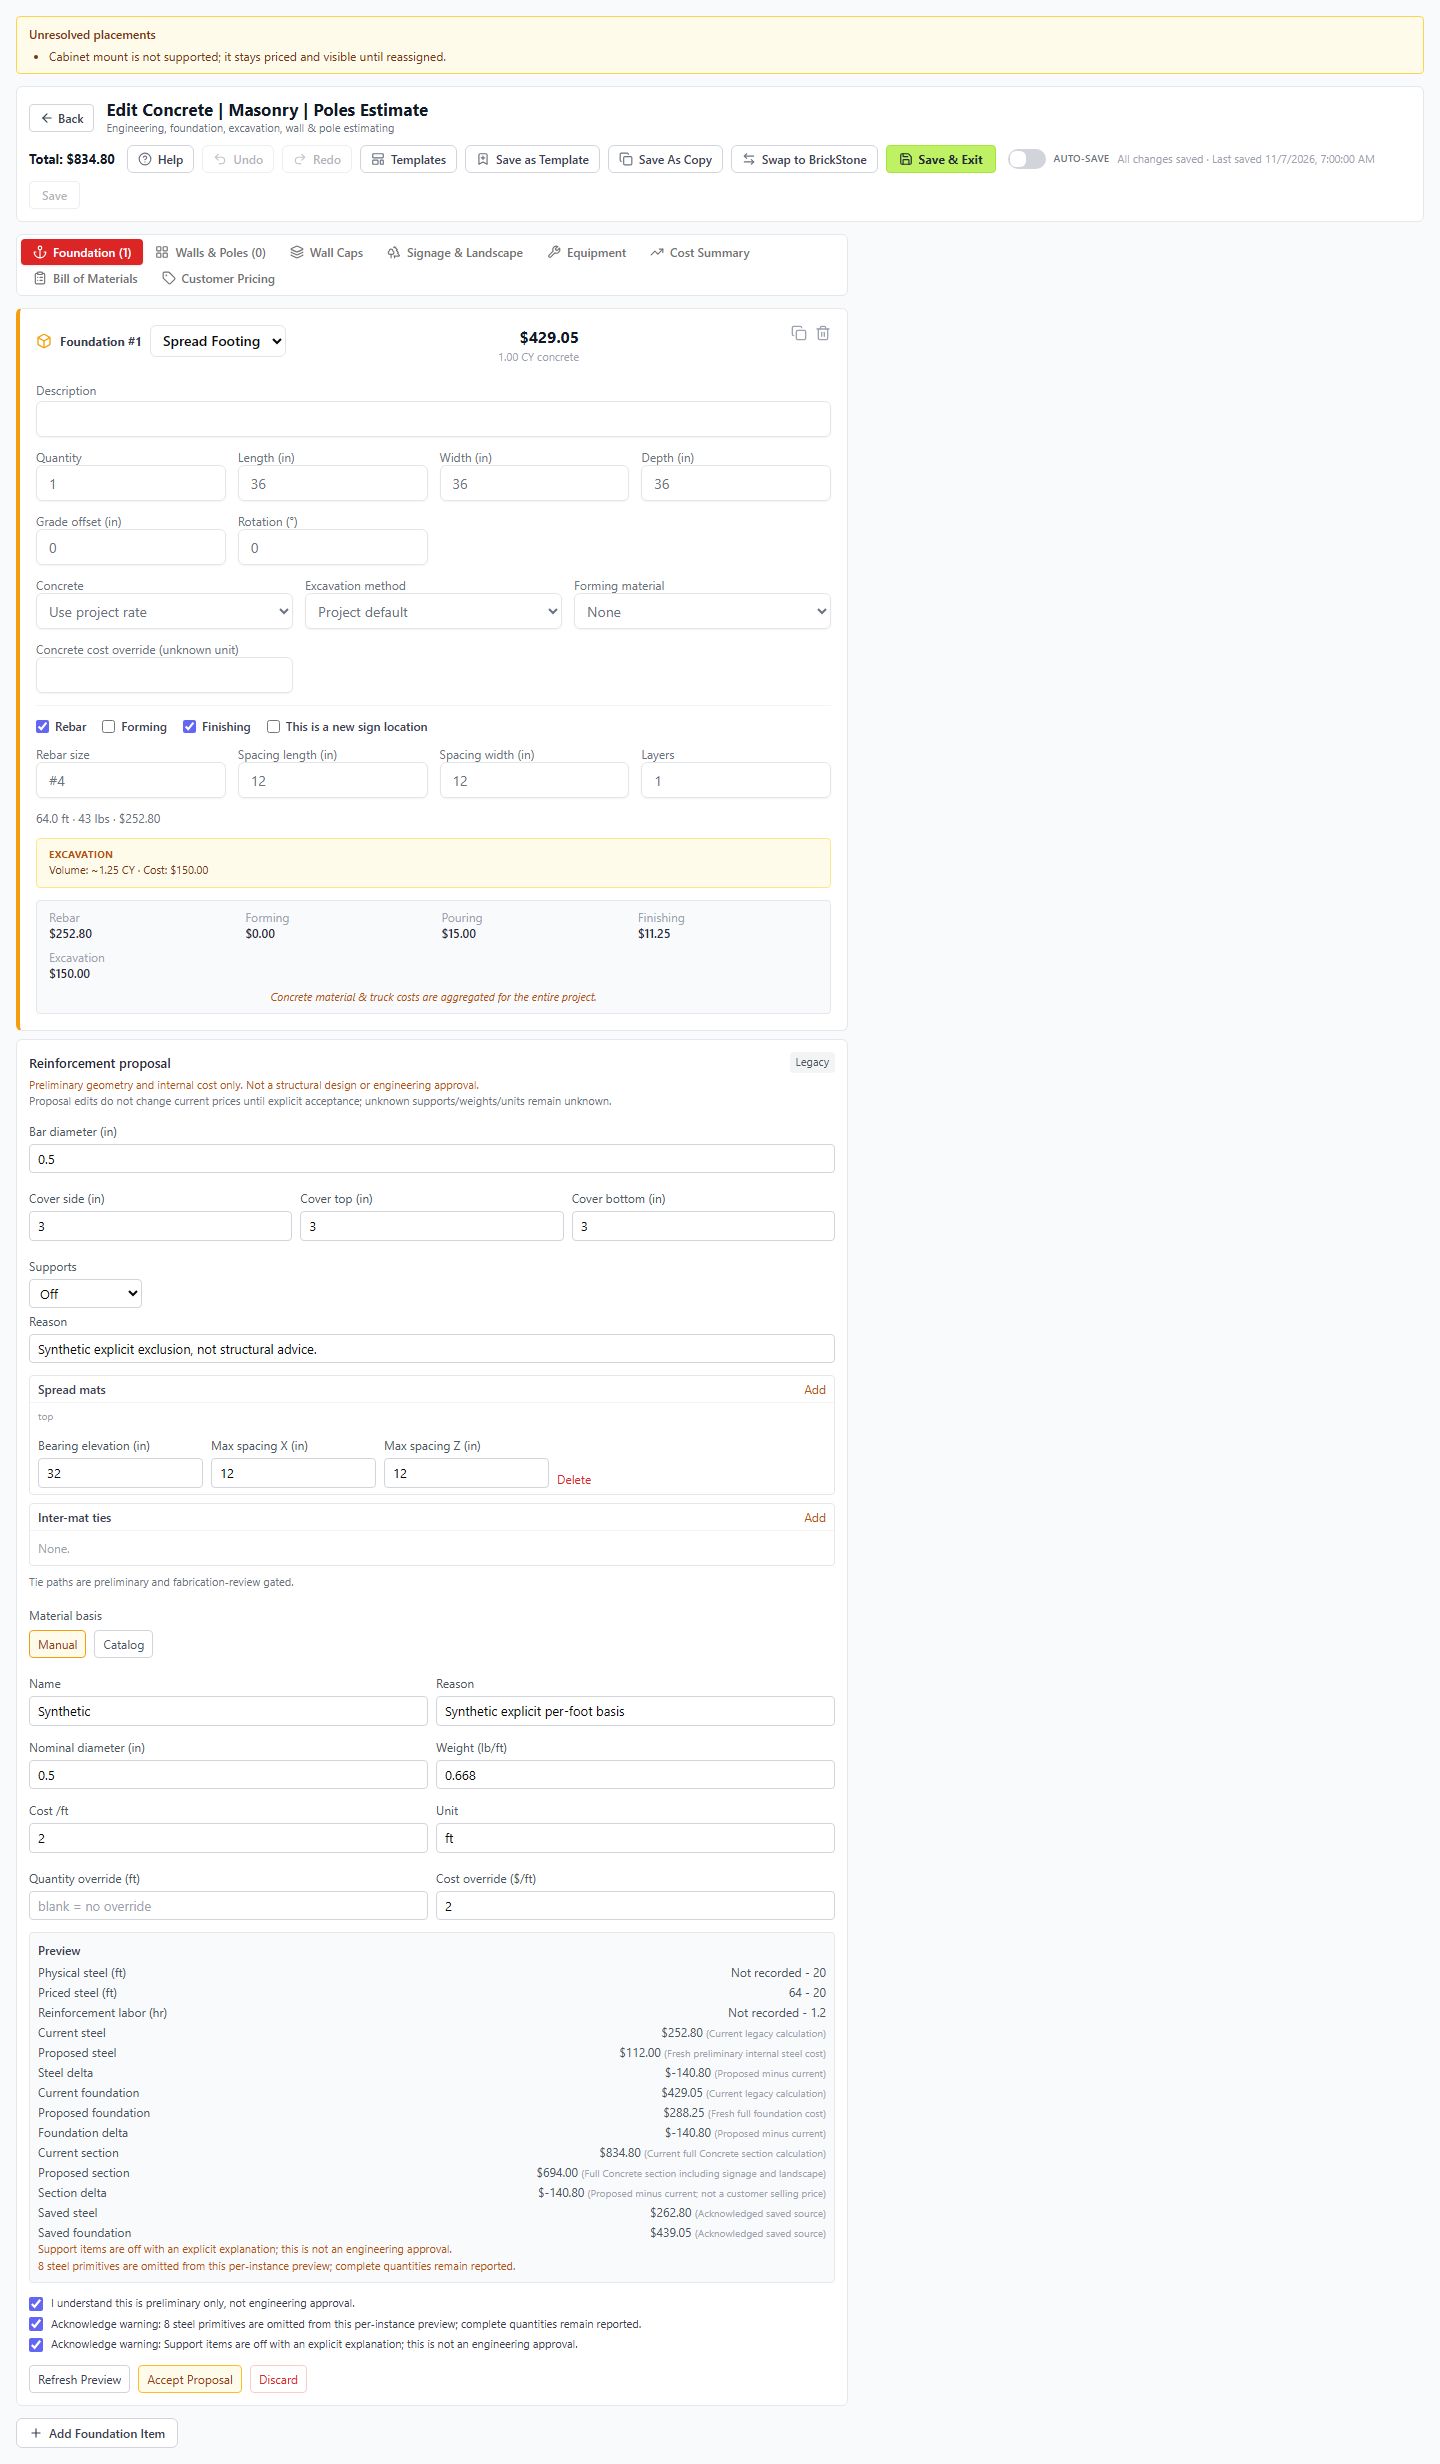 Unresolved placements
• Cabinet mount is not supported; it stays priced and visible until reassigned.
Back
Edit Concrete | Masonry | Poles Estimate
Engineering, foundation, excavation, wall & pole estimating
Total: $834.80 Help Undo Redo Templates Save as Template Save As Copy Swap to BrickStone Save & Exit AUTO-SAVE All changes saved · Last saved 11/7/2026, 7:00:00 AM
Save
Foundation (1) Walls & Poles (0) Wall Caps Signage & Landscape Equipment Cost Summary
Bill of Materials Customer Pricing
Foundation #1 Spread Footing $429.05
1.00 CY concrete
Description
Quantity Length (in) Width (in) Depth (in)
1 36 36 36
Grade offset (in) Rotation (°)
0 0
Concrete Excavation method Forming material
Use project rate Project default None
Concrete cost override (unknown unit)
Rebar Forming Finishing This is a new sign location
Rebar size Spacing length (in) Spacing width (in) Layers
#4 12 12 1
64.0 ft · 43 lbs · $252.80
EXCAVATION
Volume: ~1.25 CY · Cost: $150.00
Rebar Forming Pouring Finishing
$252.80 $0.00 $15.00 $11.25
Excavation
$150.00
Concrete material & truck costs are aggregated for the entire project.
Reinforcement proposal Legacy
Preliminary geometry and internal cost only. Not a structural design or engineering approval.
Proposal edits do not change current prices until explicit acceptance; unknown supports/weights/units remain unknown.
Bar diameter (in)
0.5
Cover side (in) Cover top (in) Cover bottom (in)
3 3 3
Supports
Off
Reason
Synthetic explicit exclusion, not structural advice.
Spread mats Add
top
Bearing elevation (in) Max spacing X (in) Max spacing Z (in)
32 12 12 Delete
Inter-mat ties Add
None.
Tie paths are preliminary and fabrication-review gated.
Material basis
Manual Catalog
Name Reason
Synthetic Synthetic explicit per-foot basis
Nominal diameter (in) Weight (lb/ft)
0.5 0.668
Cost /ft Unit
2 ft
Quantity override (ft) Cost override ($/ft)
blank = no override 2
Preview
Physical steel (ft) Not recorded - 20
Priced steel (ft) 64 - 20
Reinforcement labor (hr) Not recorded - 1.2
Current steel $252.80 (Current legacy calculation)
Proposed steel $112.00 (Fresh preliminary internal steel cost)
Steel delta $-140.80 (Proposed minus current)
Current foundation $429.05 (Current legacy calculation)
Proposed foundation $288.25 (Fresh full foundation cost)
Foundation delta $-140.80 (Proposed minus current)
Current section $834.80 (Current full Concrete section calculation)
Proposed section $694.00 (Full Concrete section including signage and landscape)
Section delta $-140.80 (Proposed minus current; not a customer selling price)
Saved steel $262.80 (Acknowledged saved source)
Saved foundation $439.05 (Acknowledged saved source)
Support items are off with an explicit explanation; this is not an engineering approval.
8 steel primitives are omitted from this per-instance preview; complete quantities remain reported.
I understand this is preliminary only, not engineering approval.
Acknowledge warning: 8 steel primitives are omitted from this per-instance preview; complete quantities remain reported.
Acknowledge warning: Support items are off with an explicit explanation; this is not an engineering approval.
Refresh Preview Accept Proposal Discard
Add Foundation Item